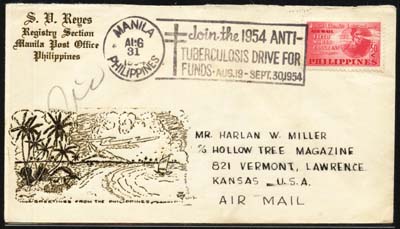 S. V. Reyes
Registry Section
Manila Post Office
Philippines
MANILA
AUG
31
PHILIPPINES
Join the 1954 ANTI-
TUBERCULOSIS DRIVE FOR
FUNDS · AUG. 19 - SEPT. 30, 1954
AIR MAIL
PHILIPPINES
MR. HARLAN W. MILLER
c/o HOLLOW TREE MAGAZINE
821 VERMONT, LAWRENCE
KANSAS U.S.A.
AIR MAIL
GREETINGS FROM THE PHILIPPINES